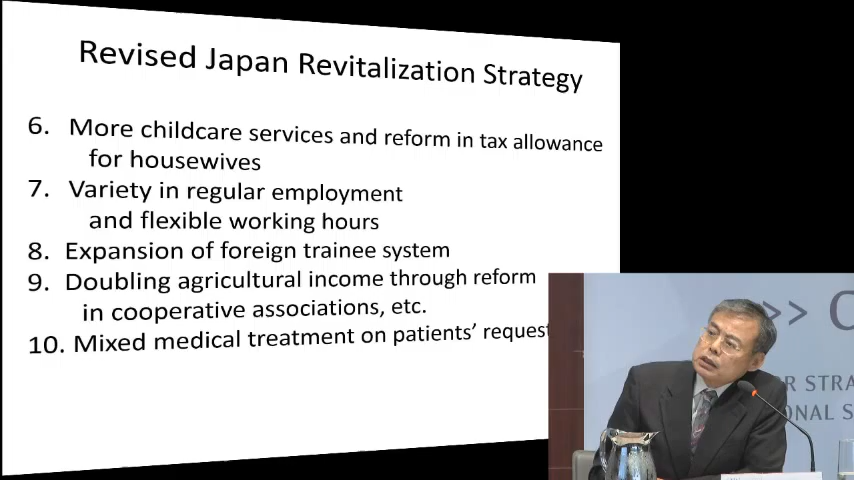 Revised Japan Revitalization Strategy
6. More childcare services and reform in tax allowance
for housewives
7. Variety in regular employment
and flexible working hours
8. Expansion of foreign trainee system
9. Doubling agricultural income through reform
in cooperative associations, etc.
10. Mixed medical treatment on patients' request
>> C
R STRA
ONAL S